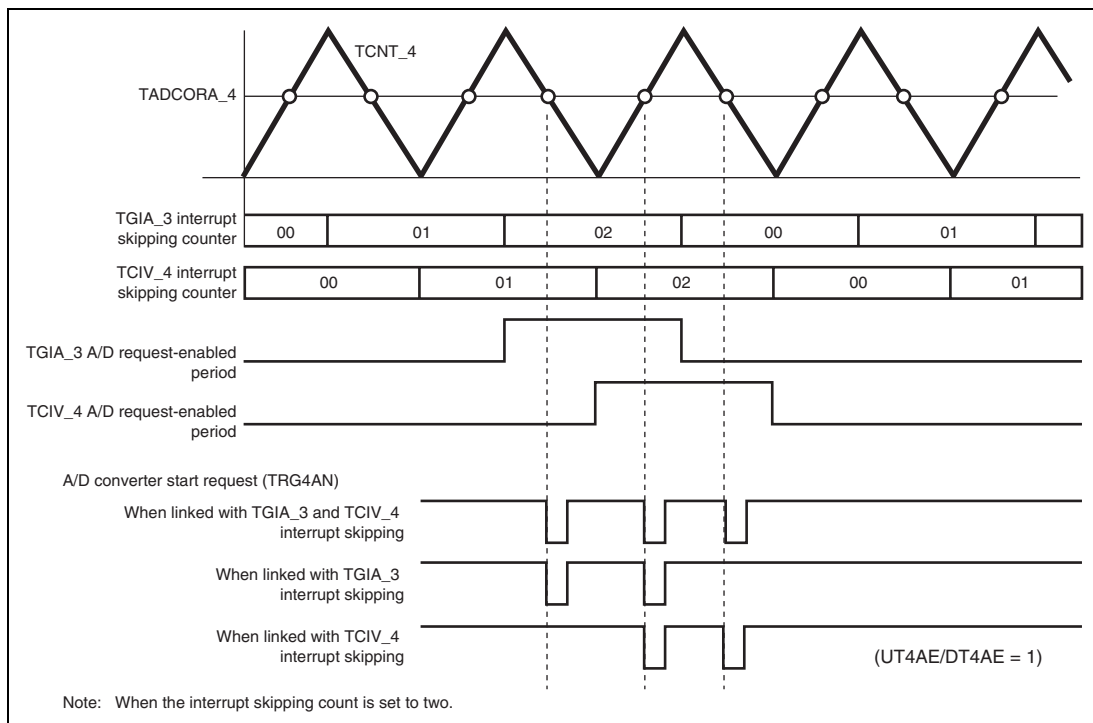 TCNT_4
TADCORA_4
TGIA_3 interrupt
skipping counter
00 01 02 00 01
TCIV_4 interrupt
skipping counter
00 01 02 00 01
TGIA_3 A/D request-enabled
period
TCIV_4 A/D request-enabled
period
A/D converter start request (TRG4AN)
When linked with TGIA_3 and TCIV_4
interrupt skipping
When linked with TGIA_3
interrupt skipping
When linked with TCIV_4
interrupt skipping
(UT4AE/DT4AE = 1)
Note: When the interrupt skipping count is set to two.